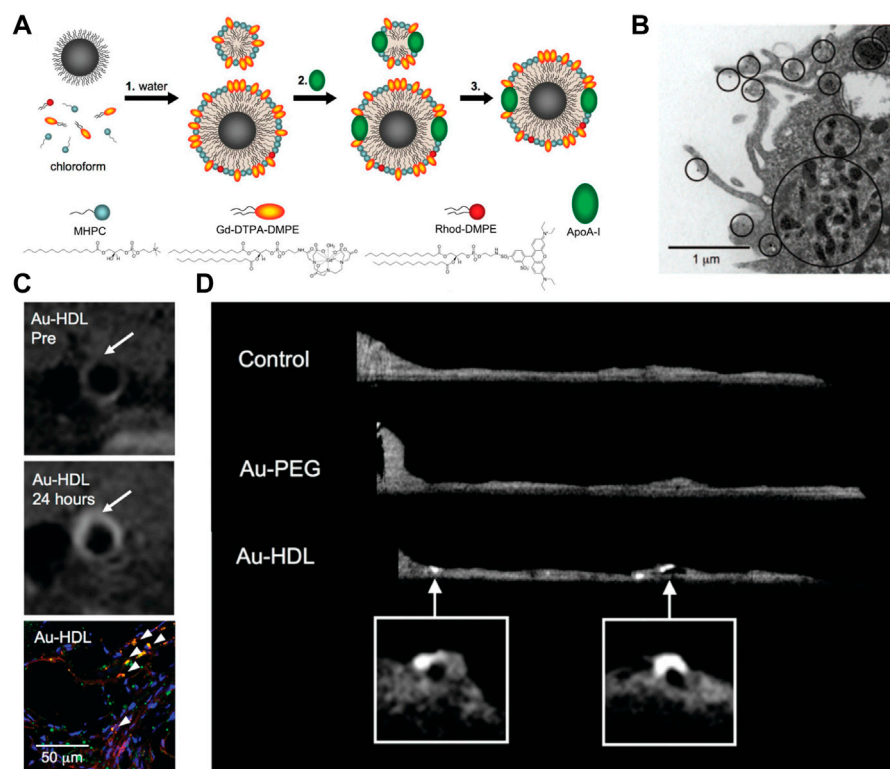 A
1. water
2.
3.
chloroform
MHPC
Gd-DTPA-DMPE
Rhod-DMPE
ApoA-I
B
1 μm
C
Au-HDL
Pre
Au-HDL
24 hours
Au-HDL
50 μm
D
Control
Au-PEG
Au-HDL